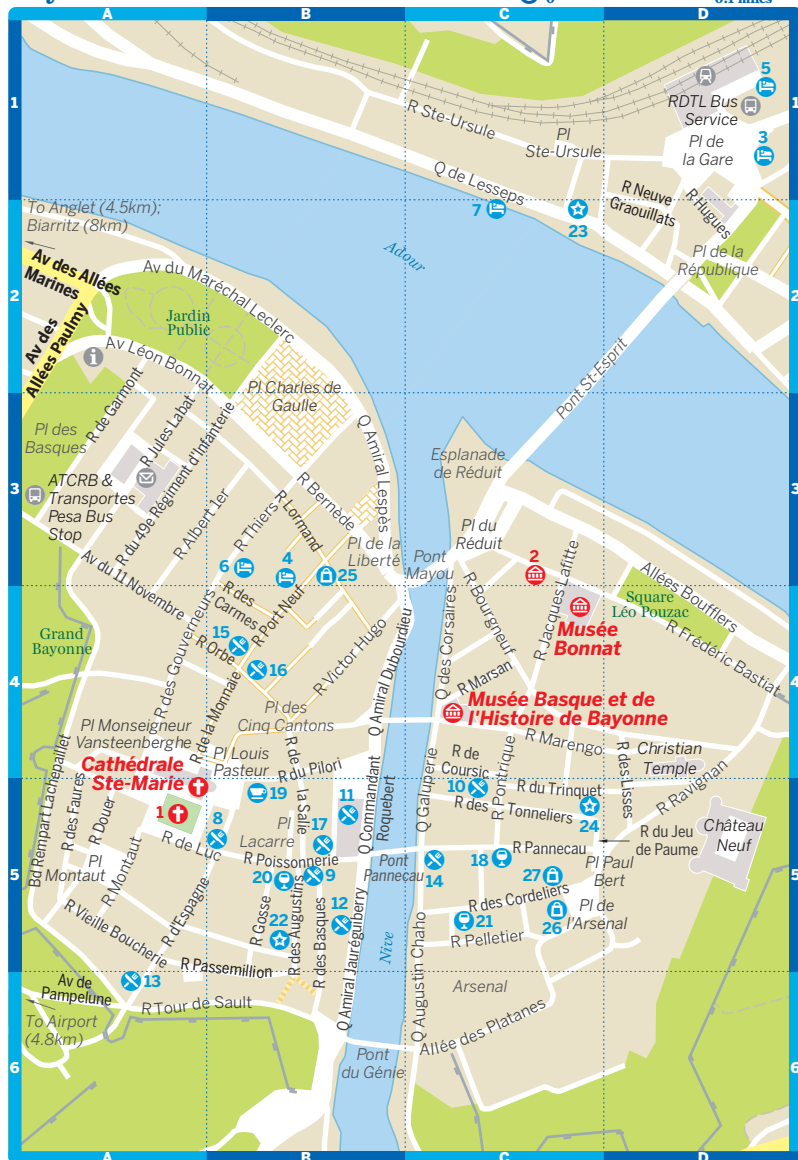 0
0.1 miles
A
B
C
D
1
5
RDTL Bus
Service
R Ste-Ursule
Pl
Ste-Ursule
Pl de
la Gare
3
1
Q de Lesseps
To Anglet (4.5km);
Biarritz (8km)
7
23
R Neuve
Graouillats
R Hugues
Adour
Pl de la
République
Av des Allées
Marines
Av du Maréchal Leclerc
2
2
Jardin
Public
Av des
Allées Paulmy
Av Léon Bonnat
Pl Charles de
Gaulle
Pont St-Esprit
R de Garmont
R Jules Labat
Pl des
Basques
Q Amiral Lespès
Esplanade
de Réduit
R du 49e Régiment d'Infanterie
3
3
ATCRB &
Transportes
Pesa Bus
Stop
R Albert 1er
R Thiers
R Bernède
R Lormand
Pl de la
Liberté
Pont
Mayou
Pl du
Réduit
2
R Jacques Lafitte
Allées Boufflers
Av du 11 Novembre
6
4
25
R des
Carmes
R Port Neuf
R Bourgneuf
Square
Léo Pouzac
Musée
Bonnat
R Frédéric Bastiat
Grand
Bayonne
R des Gouverneurs
15
R Orbe
16
R Victor Hugo
Q Amiral Dubourdieu
Q des Corsaires
R Marsan
4
4
Musée Basque et de
l'Histoire de Bayonne
R de la Monnaie
Pl des
Cinq Cantons
Pl Monseigneur
Vansteenberghe
Pl Louis
Pasteur
R Marengo
Christian
Temple
Bd Rempart Lachepaillet
Cathédrale
Ste-Marie
R du Pilori
R de
la Salie
Q Commandant
Roquebert
Q Galuperie
R de
Coursic
R Pontrique
R du Trinquet
R des Lisses
R Ravignan
R des Faures
R Douer
1
19
11
10
R des
Tonneliers
24
8
Pl
Lacarre
17
R du Jeu
de Paume
Château
Neuf
R de Luc
R Poissonnerie
Pont
Pannecau
14
18
R Pannecau
Pl Paul
Bert
5
5
Pl
Montaut
R Montaut
R d'Espagne
20
9
27
R Vieille Boucherie
R Gosse
22
R des Augustins
R des Basques
12
Q Amiral Jauréguiberry
Nive
Q Augustin Chaho
21
R des Cordeliers
26
Pl de
l'Arsenal
R Pelletier
R Passemillion
Av de
Pampelune
13
R Tour de Sault
Arsenal
Allée des Platanes
To Airport
(4.8km)
Pont
du Génie
6
6
A
B
C
D